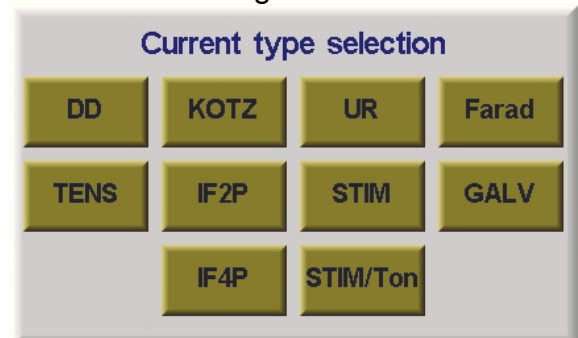 Current type selection
DD KOTZ UR Farad
TENS IF2P STIM GALV
IF4P STIM/Ton